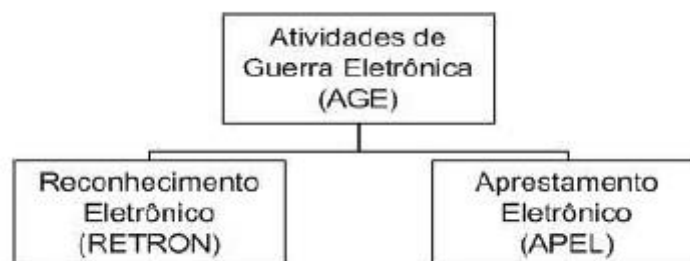 Atividades de
Guerra Eletrônica
(AGE)
Reconhecimento
Eletrônico
(RETRON)
Aprestamento
Eletrônico
(APEL)